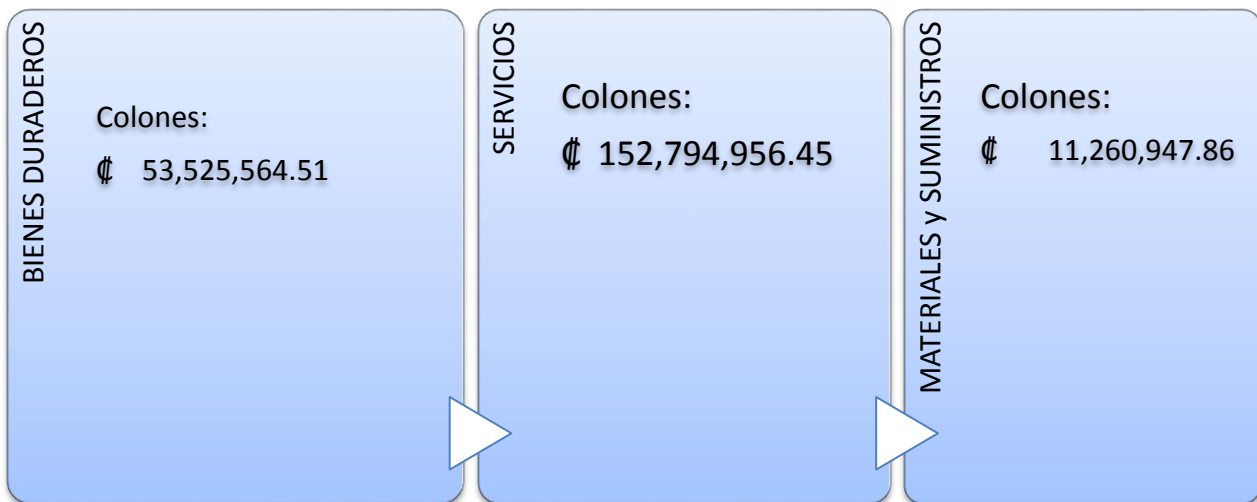 BIENES DURADEROS
Colones:
₡ 53,525,564.51
SERVICIOS
Colones:
₡ 152,794,956.45
MATERIALES y SUMINISTROS
Colones:
₡ 11,260,947.86